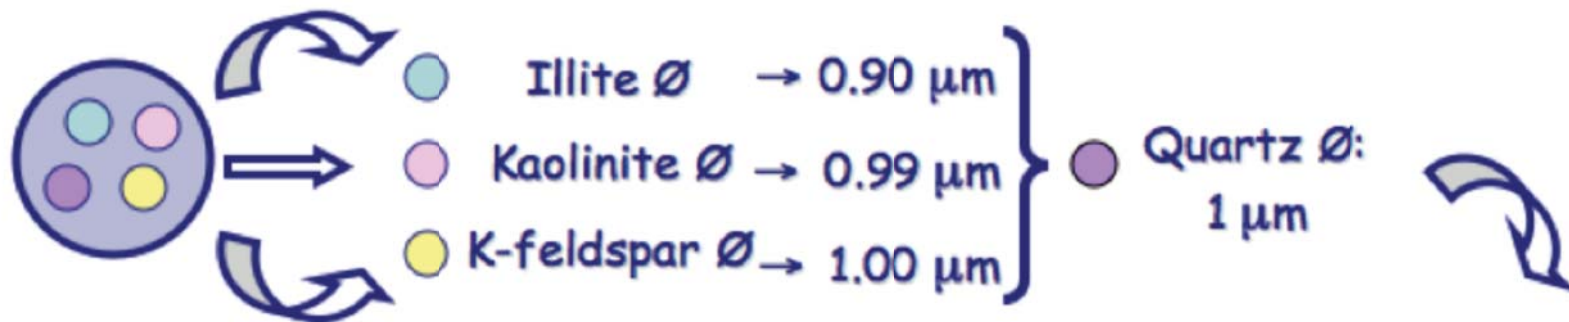 Illite Ø → 0.90 μm
Kaolinite Ø → 0.99 μm
K-feldspar Ø → 1.00 μm
Quartz Ø:
1 μm